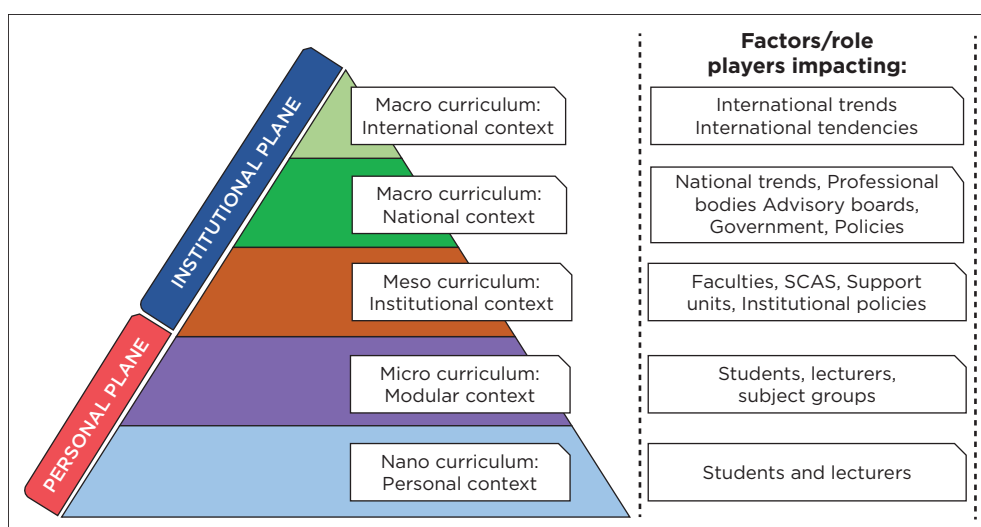 Factors/role
players impacting:
INSTITUTIONAL PLANE
Macro curriculum:
International context
International trends
International tendencies
Macro curriculum:
National context
National trends, Professional
bodies Advisory boards,
Government, Policies
Meso curriculum:
Institutional context
Faculties, SCAS, Support
units, Institutional policies
PERSONAL PLANE
Micro curriculum:
Modular context
Students, lecturers,
subject groups
Nano curriculum:
Personal context
Students and lecturers